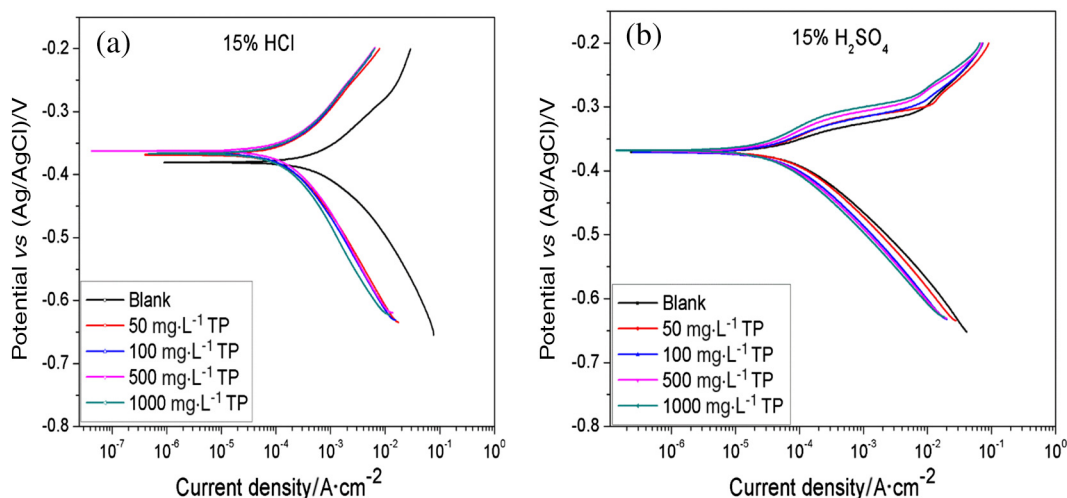 (a)
15% HCl
Potential vs (Ag/AgCl)/V
-0.2
-0.3
-0.4
-0.5
-0.6
-0.7
-0.8
Blank
50 mg·L⁻¹ TP
100 mg·L⁻¹ TP
500 mg·L⁻¹ TP
1000 mg·L⁻¹ TP
10⁻⁷ 10⁻⁶ 10⁻⁵ 10⁻⁴ 10⁻³ 10⁻² 10⁻¹ 10⁰
Current density/A·cm⁻²
(b)
15% H₂SO₄
Potential vs (Ag/AgCl)/V
-0.2
-0.3
-0.4
-0.5
-0.6
-0.7
-0.8
Blank
50 mg·L⁻¹ TP
100 mg·L⁻¹ TP
500 mg·L⁻¹ TP
1000 mg·L⁻¹ TP
10⁻⁶ 10⁻⁵ 10⁻⁴ 10⁻³ 10⁻² 10⁻¹ 10⁰
Current density/A·cm⁻²